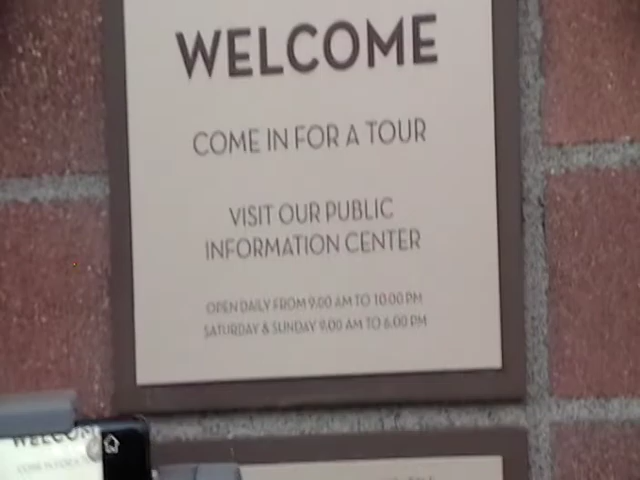 WELCOME
COME IN FOR A TOUR
VISIT OUR PUBLIC
INFORMATION CENTER
OPEN DAILY FROM 9.00 AM TO 10.00 PM
SATURDAY & SUNDAY 9.00 AM TO 6.00 PM
WELCOM